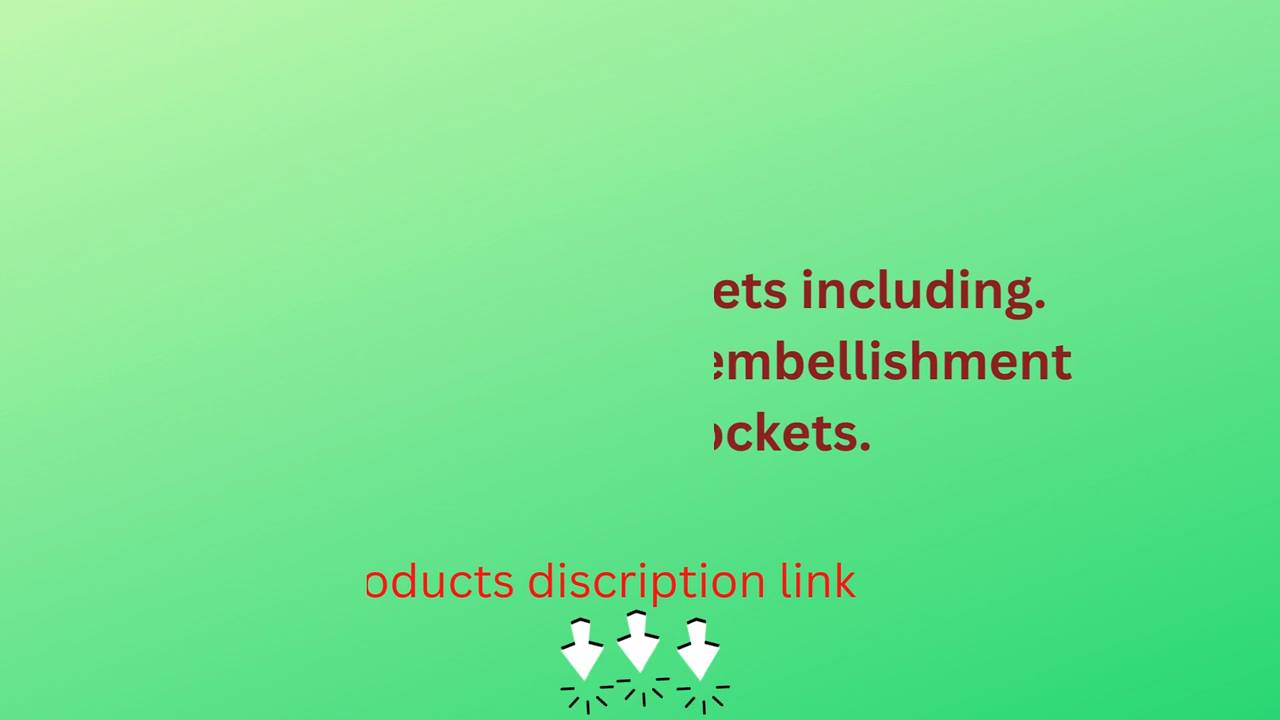 ets including.
embellishment
ockets.
oducts discription link